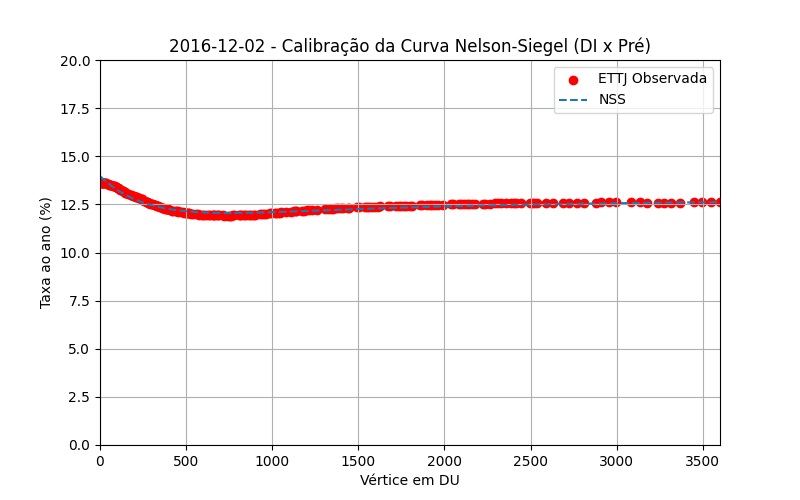 2016-12-02 - Calibração da Curva Nelson-Siegel (DI x Pré)
ETTJ Observada
NSS
Taxa ao ano (%)
20.0
17.5
15.0
12.5
10.0
7.5
5.0
2.5
0.0
0 500 1000 1500 2000 2500 3000 3500
Vértice em DU